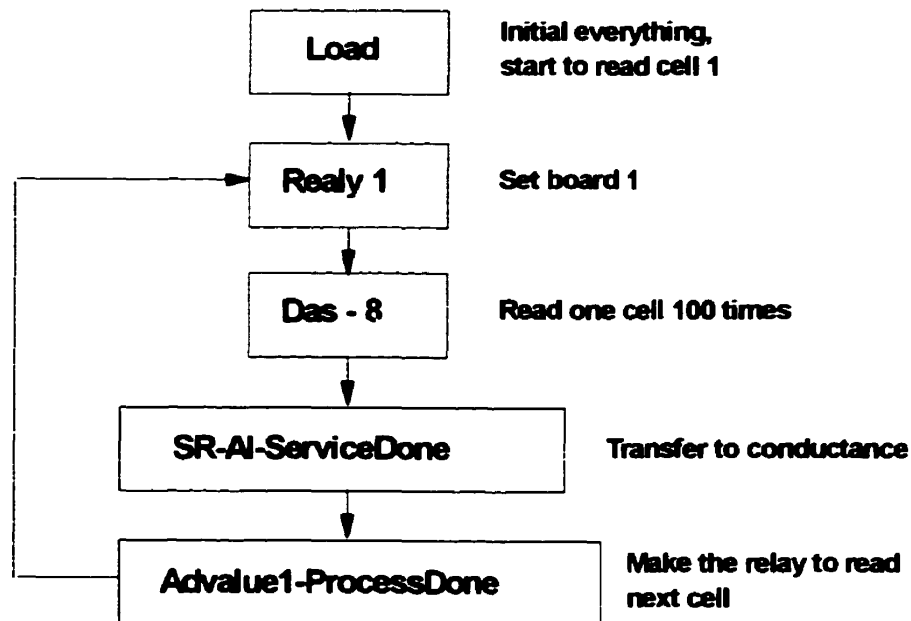 Load
Initial everything,
start to read cell 1
Realy 1
Set board 1
Das - 8
Read one cell 100 times
SR-AI-ServiceDone
Transfer to conductance
Advalue1-ProcessDone
Make the relay to read
next cell